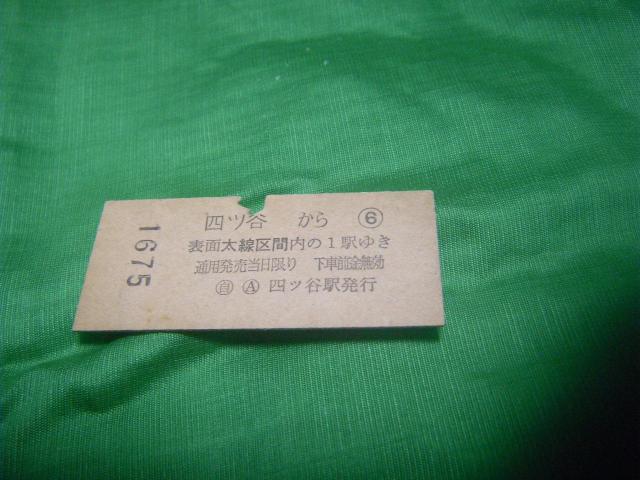 四ツ谷 から ⑥
表面太線区間内の1駅ゆき
通用発売当日限り 下車前途無効
㊊ Ⓐ 四ツ谷駅発行
1675